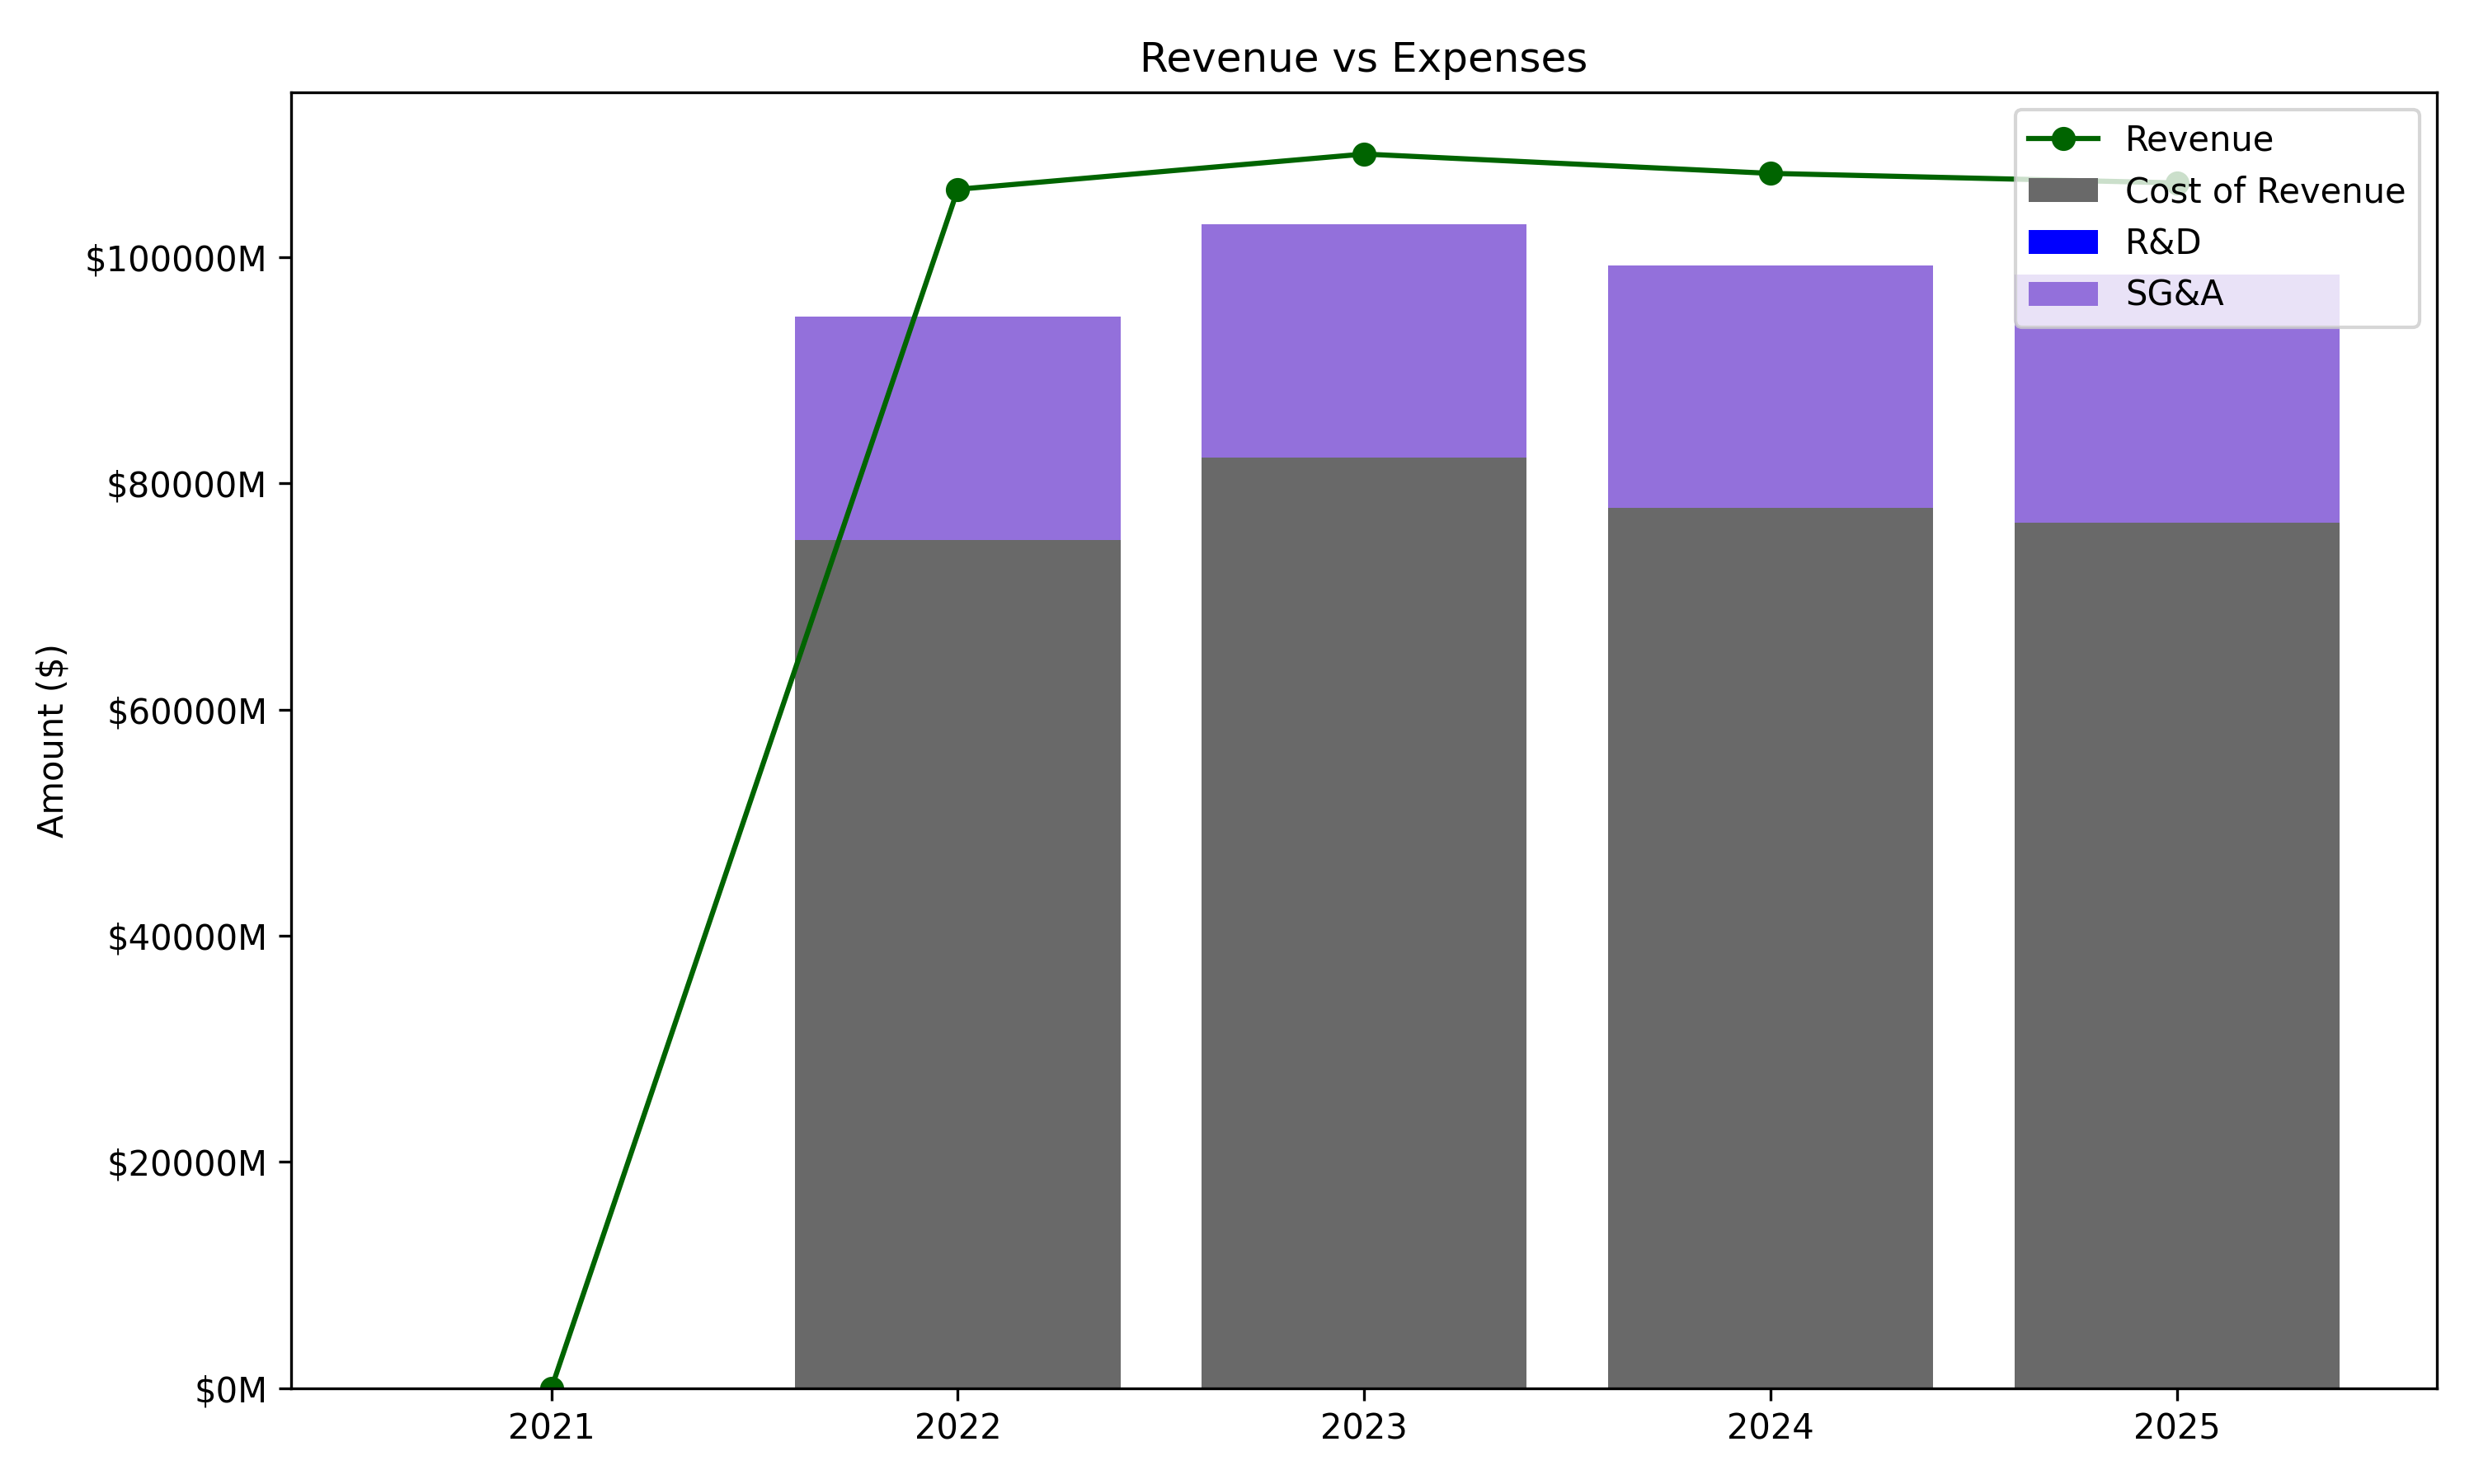 Revenue vs Expenses
Revenue
Cost of Revenue
R&D
SG&A
Amount ($)
$100000M
$80000M
$60000M
$40000M
$20000M
$0M
2021
2022
2023
2024
2025